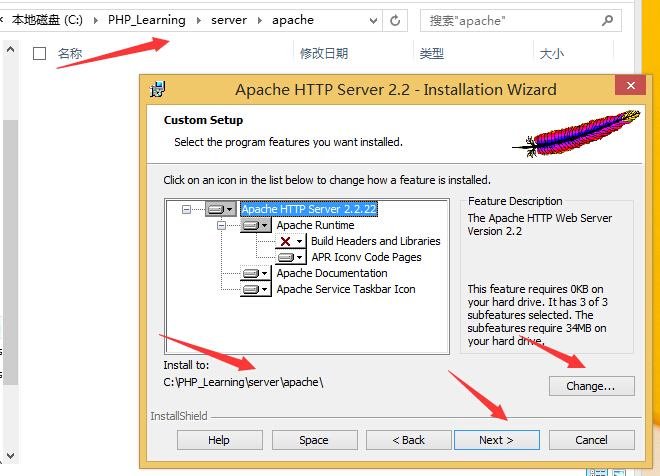 本地磁盘 (C:) › PHP_Learning › server › apache
搜索"apache"
名称 修改日期 类型 大小
Apache HTTP Server 2.2 - Installation Wizard
Custom Setup
Select the program features you want installed.
Click on an icon in the list below to change how a feature is installed.
Apache HTTP Server 2.2.22
Apache Runtime
Build Headers and Libraries
APR Iconv Code Pages
Apache Documentation
Apache Service Taskbar Icon
Feature Description
The Apache HTTP Web Server
Version 2.2
This feature requires 0KB on
your hard drive. It has 3 of 3
subfeatures selected. The
subfeatures require 34MB on
your hard drive.
Install to:
C:\PHP_Learning\server\apache\
Change...
InstallShield
Help
Space
< Back
Next >
Cancel